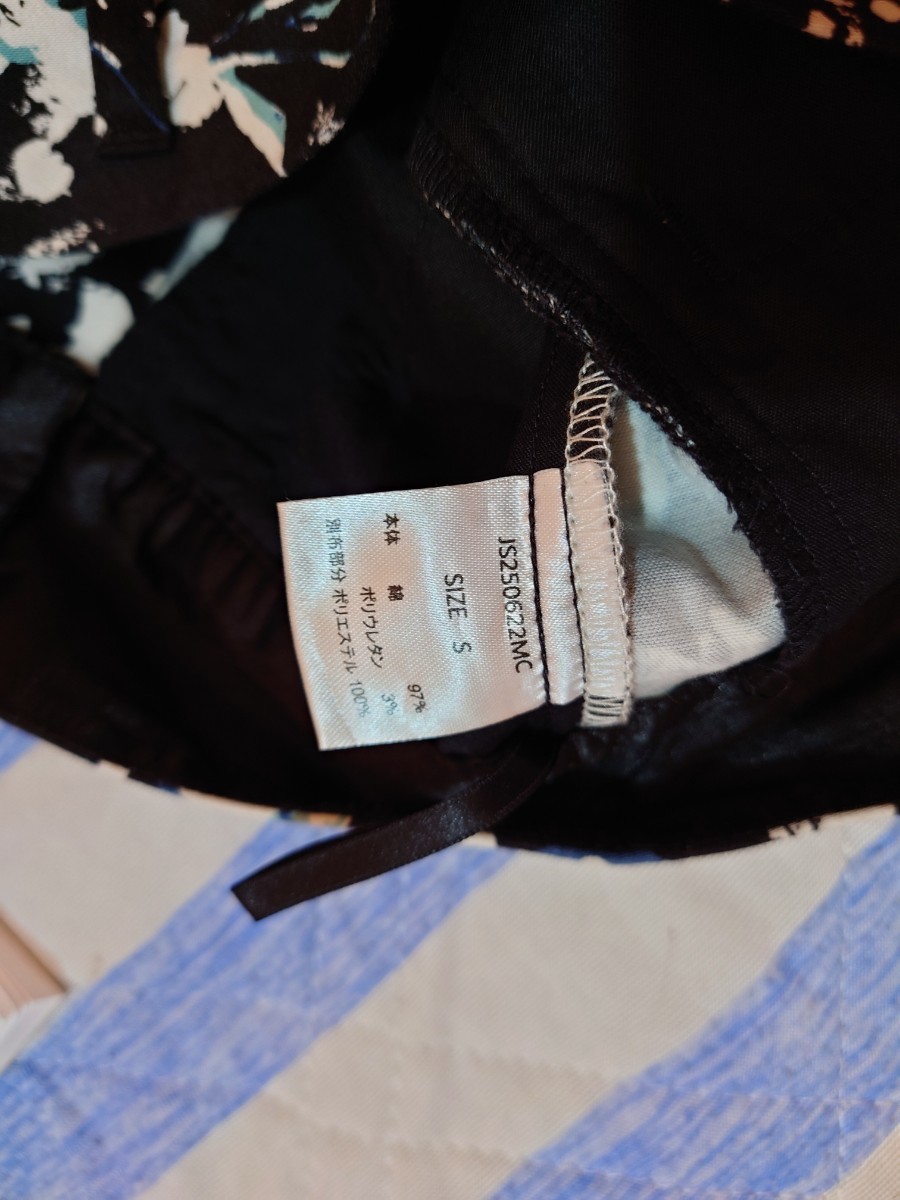 JS250622MC
SIZE S
本体 綿 97%
ポリウレタン 3%
別布部分 ポリエステル 100%